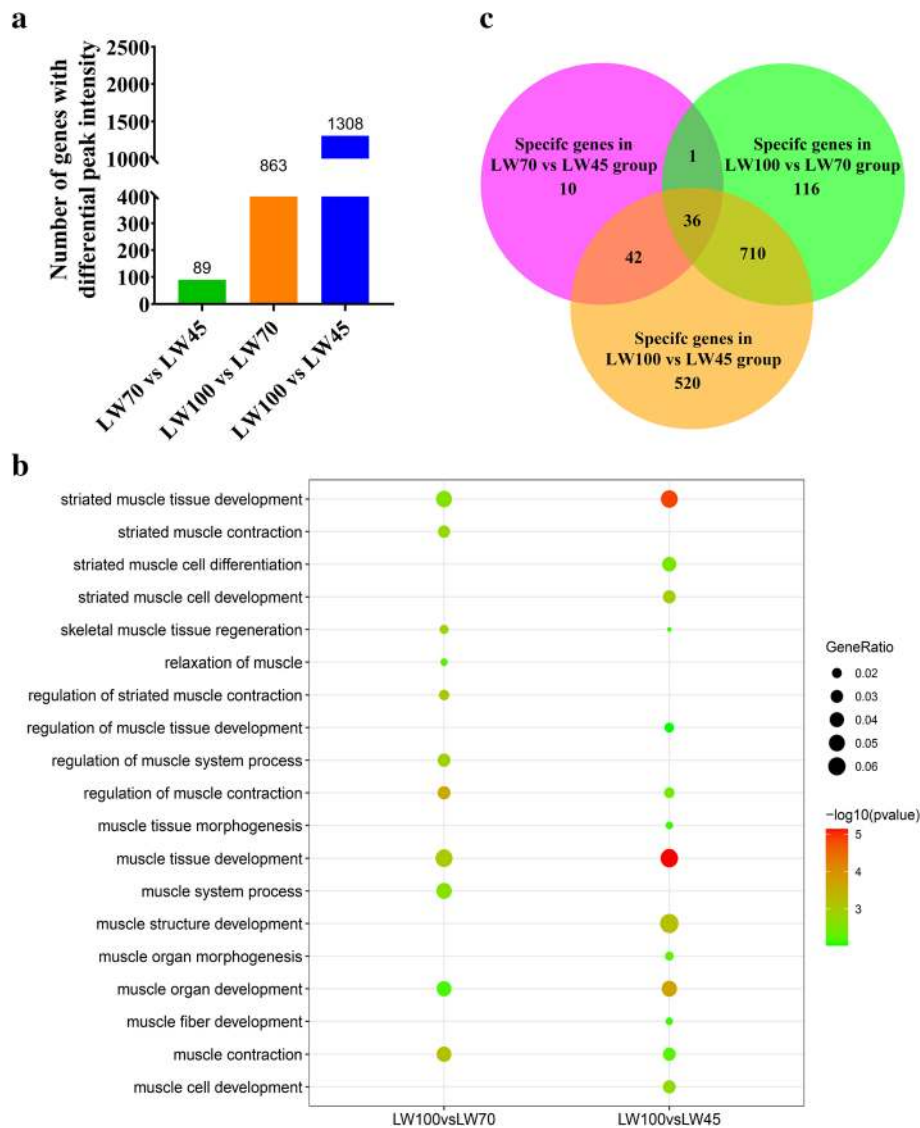 a
Number of genes with
differential peak intensity
2500
2000
1500
1000
400
300
200
100
0
89
863
1308
LW70 vs LW45
LW100 vs LW70
LW100 vs LW45
c
Specifc genes in
LW70 vs LW45 group
10
1
Specifc genes in
LW100 vs LW70 group
116
36
42
710
Specifc genes in
LW100 vs LW45 group
520
b
striated muscle tissue development
striated muscle contraction
striated muscle cell differentiation
striated muscle cell development
skeletal muscle tissue regeneration
relaxation of muscle
regulation of striated muscle contraction
regulation of muscle tissue development
regulation of muscle system process
regulation of muscle contraction
muscle tissue morphogenesis
muscle tissue development
muscle system process
muscle structure development
muscle organ morphogenesis
muscle organ development
muscle fiber development
muscle contraction
muscle cell development
LW100vsLW70
LW100vsLW45
GeneRatio
0.02
0.03
0.04
0.05
0.06
−log10(pvalue)
5
4
3